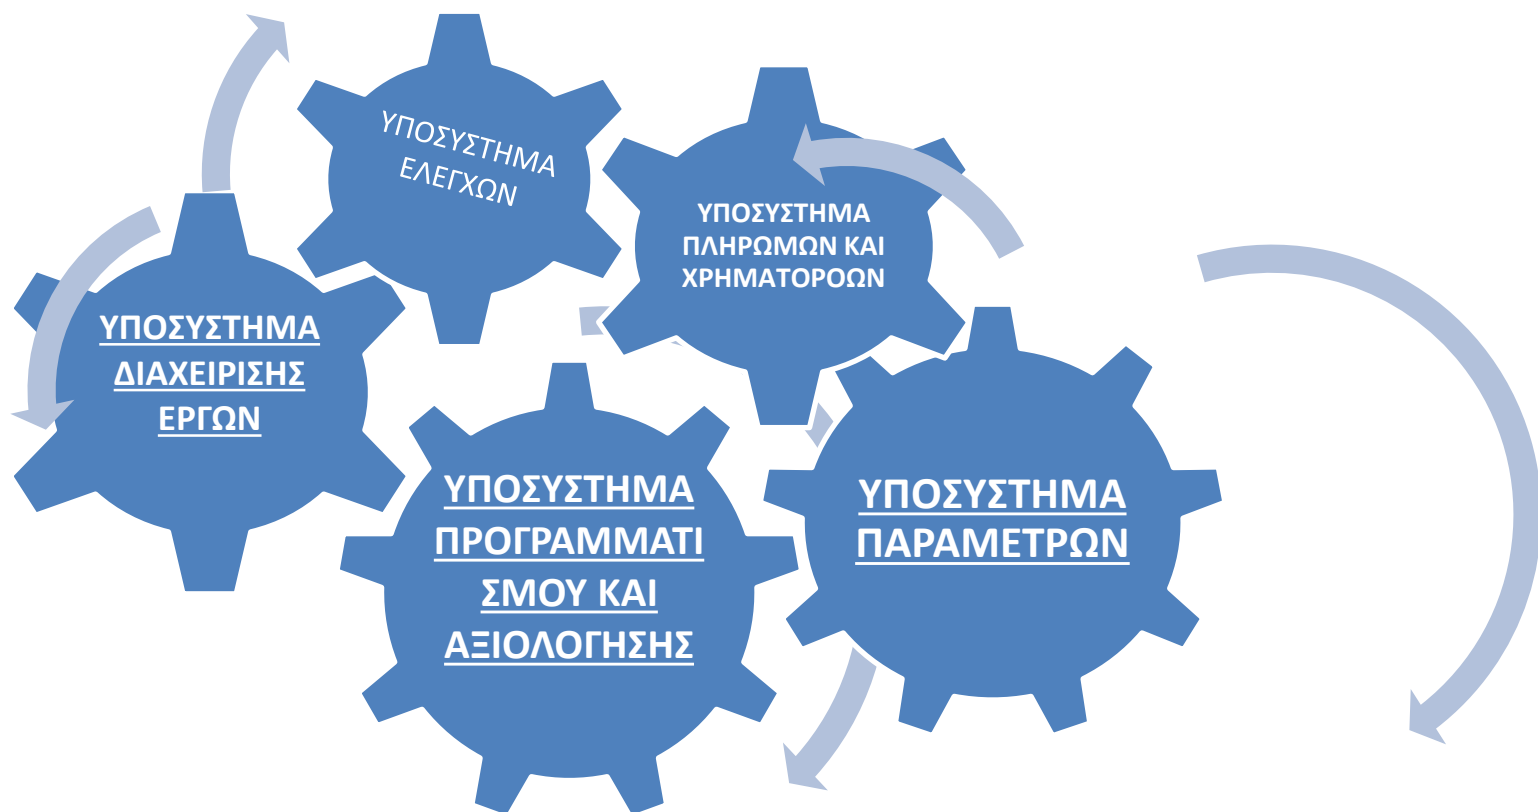 ΥΠΟΣΥΣΤΗΜΑ
ΕΛΕΓΧΩΝ
ΥΠΟΣΥΣΤΗΜΑ
ΠΛΗΡΩΜΩΝ ΚΑΙ
ΧΡΗΜΑΤΟΡΟΩΝ
ΥΠΟΣΥΣΤΗΜΑ
ΔΙΑΧΕΙΡΙΣΗΣ
ΕΡΓΩΝ
ΥΠΟΣΥΣΤΗΜΑ
ΠΡΟΓΡΑΜΜΑΤΙ
ΣΜΟΥ ΚΑΙ
ΑΞΙΟΛΟΓΗΣΗΣ
ΥΠΟΣΥΣΤΗΜΑ
ΠΑΡΑΜΕΤΡΩΝ